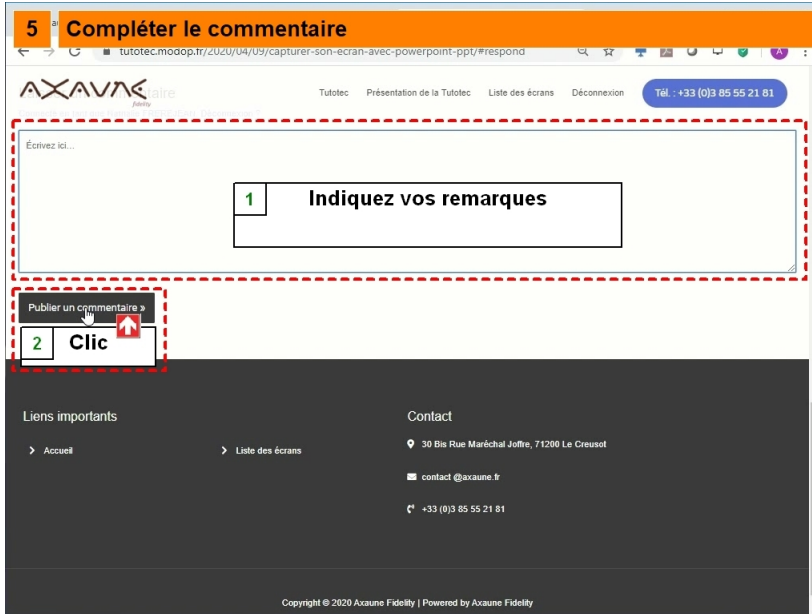 5 Compléter le commentaire
tutotec.modop.fr/2020/04/09/capturer-son-ecran-avec-powerpoint-ppt/#respond
A
AXAUNE
fidelity
Tutotec Présentation de la Tutotec Liste des écrans Déconnexion Tél. : +33 (0)3 85 55 21 81
Écrivez ici...
1 Indiquez vos remarques
Publier un commentaire »
2 Clic
Liens importants
Accueil
Liste des écrans
Contact
30 Bis Rue Maréchal Joffre, 71200 Le Creusot
contact @axaune.fr
+33 (0)3 85 55 21 81
Copyright © 2020 Axaune Fidelity | Powered by Axaune Fidelity